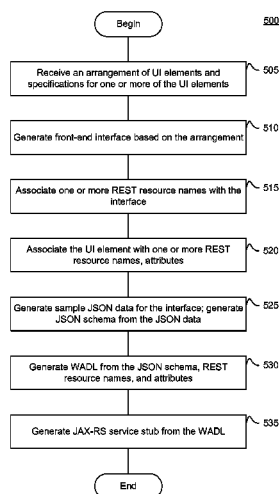 Begin
500
Receive an arrangement of UI elements and
specifications for one or more of the UI elements
505
Generate front-end interface based on the arrangement
510
Associate one or more REST resource names with the
interface
515
Associate the UI element with one or more REST
resource names, attributes
520
Generate sample JSON data for the interface; generate
JSON schema from the JSON data
525
Generate WADL from the JSON schema, REST
resource names, and attributes
530
Generate JAX-RS service stub from the WADL
535
End